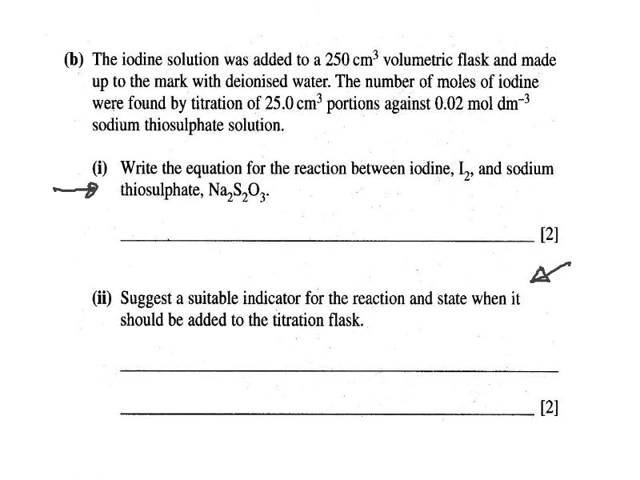 (b) The iodine solution was added to a 250 cm³ volumetric flask and made
up to the mark with deionised water. The number of moles of iodine
were found by titration of 25.0 cm³ portions against 0.02 mol dm⁻³
sodium thiosulphate solution.
(i) Write the equation for the reaction between iodine, I₂, and sodium
thiosulphate, Na₂S₂O₃.
[2]
(ii) Suggest a suitable indicator for the reaction and state when it
should be added to the titration flask.
[2]